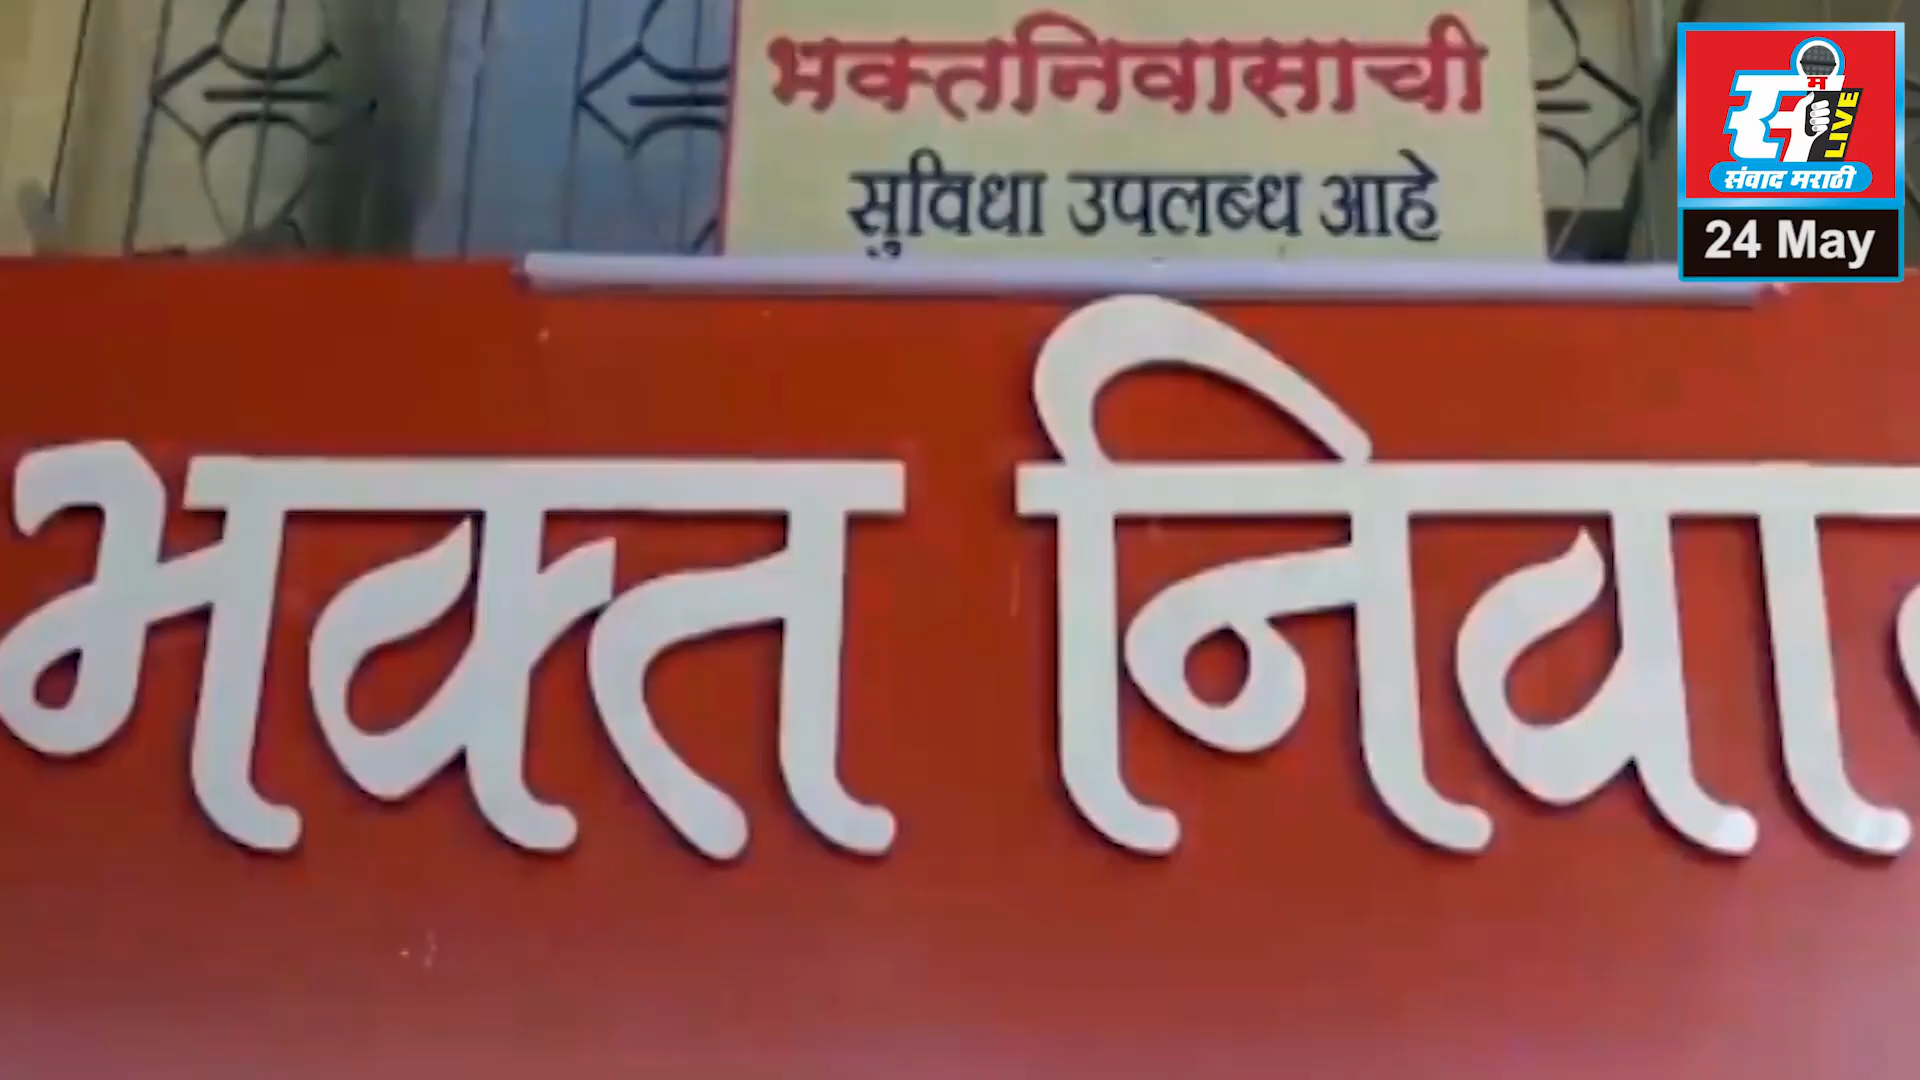 भक्तनिवासाची
सुविधा उपलब्ध आहे
भक्त निवा
LIVE
संवाद मराठी
24 May